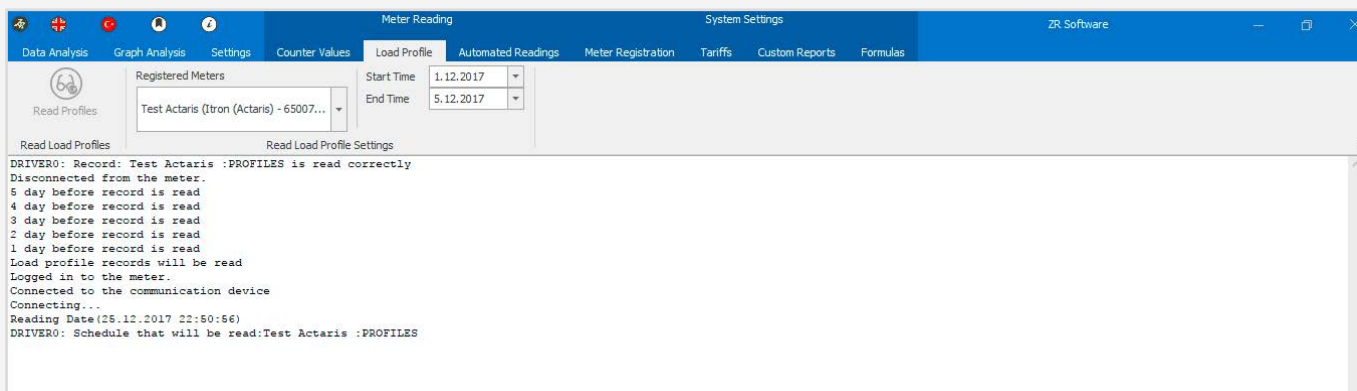 Meter Reading System Settings ZR Software
Data Analysis Graph Analysis Settings Counter Values Load Profile Automated Readings Meter Registration Tariffs Custom Reports Formulas
Read Profiles
Read Load Profiles
Registered Meters
Test Actaris (Itron (Actaris) - 65007...
Start Time 1.12.2017
End Time 5.12.2017
Read Load Profile Settings
DRIVER0: Record: Test Actaris :PROFILES is read correctly
Disconnected from the meter.
5 day before record is read
4 day before record is read
3 day before record is read
2 day before record is read
1 day before record is read
Load profile records will be read
Logged in to the meter.
Connected to the communication device
Connecting...
Reading Date(25.12.2017 22:50:56)
DRIVER0: Schedule that will be read:Test Actaris :PROFILES